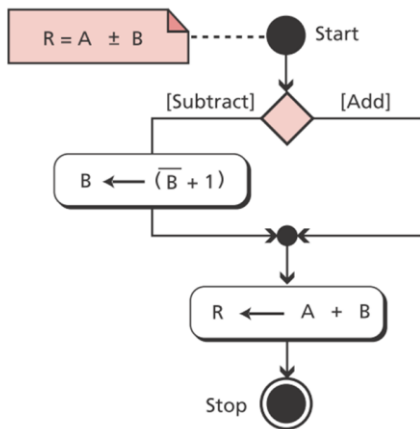 R = A ± B
Start
[Subtract]
[Add]
B ← (B̅ + 1)
R ← A + B
Stop